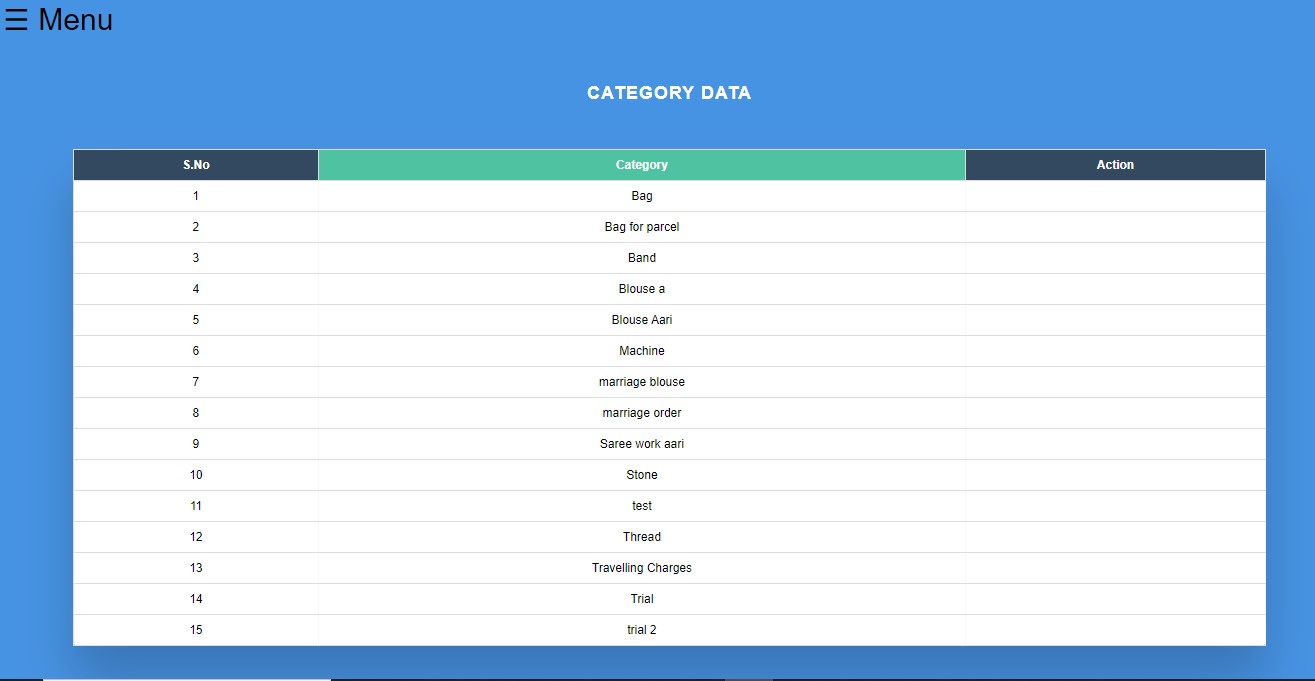 ☰ Menu
CATEGORY DATA
S.No Category Action
1 Bag
2 Bag for parcel
3 Band
4 Blouse a
5 Blouse Aari
6 Machine
7 marriage blouse
8 marriage order
9 Saree work aari
10 Stone
11 test
12 Thread
13 Travelling Charges
14 Trial
15 trial 2